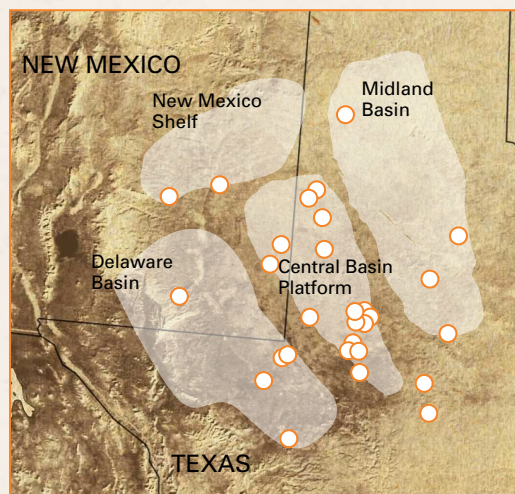 NEW MEXICO
New Mexico
Shelf
Midland
Basin
Delaware
Basin
Central Basin
Platform
TEXAS